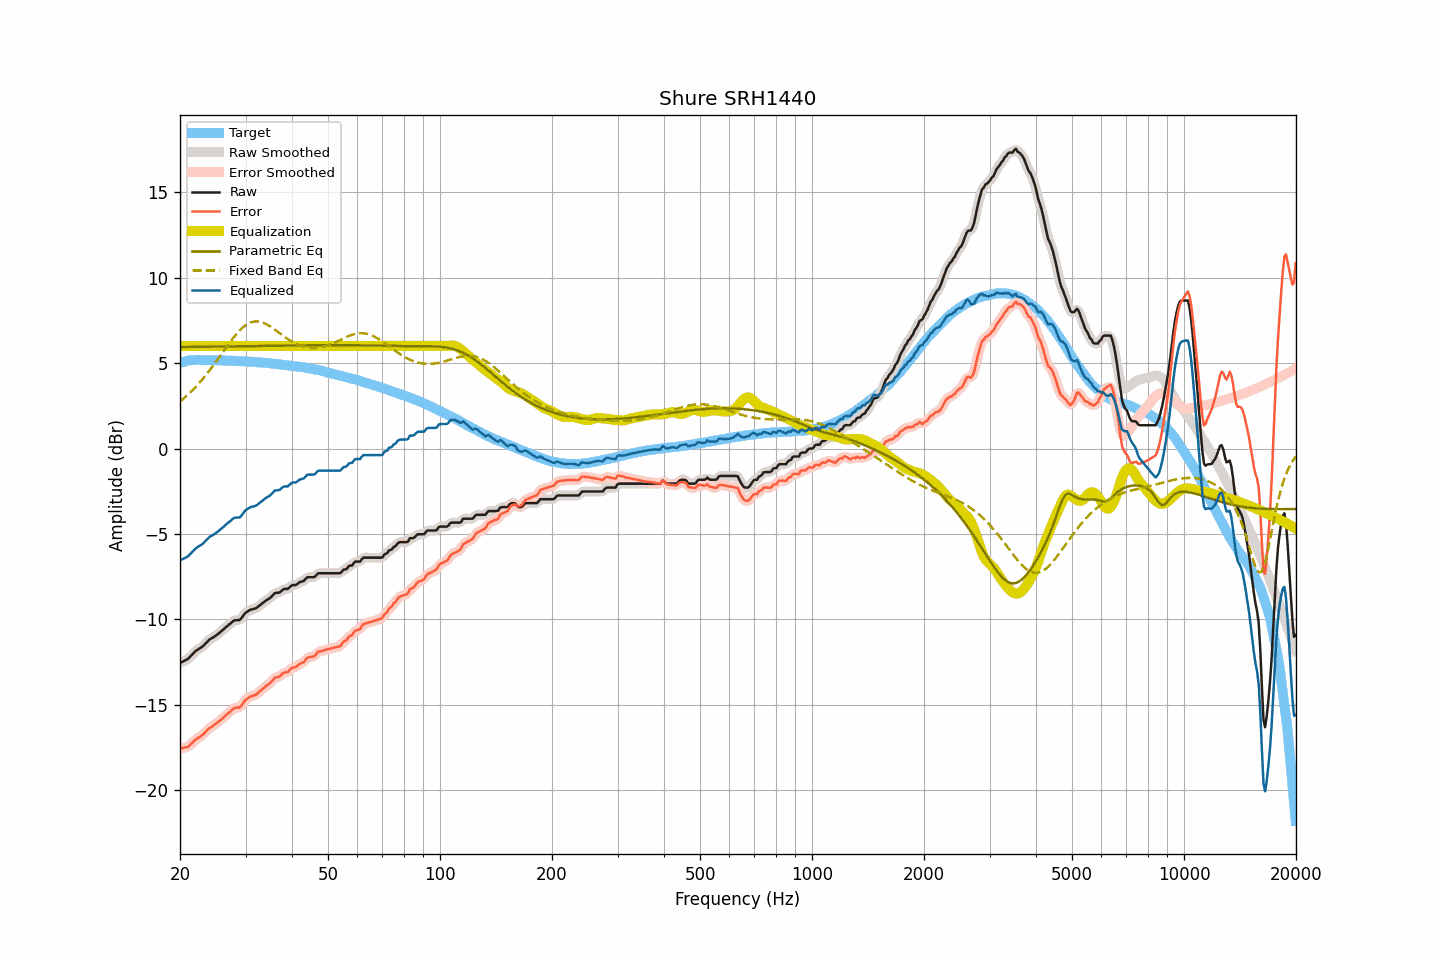 Shure SRH1440
Target
Raw Smoothed
Error Smoothed
Raw
Error
Equalization
Parametric Eq
Fixed Band Eq
Equalized
15
10
5
0
−5
−10
−15
−20
Amplitude (dBr)
20 50 100 200 500 1000 2000 5000 10000 20000
Frequency (Hz)